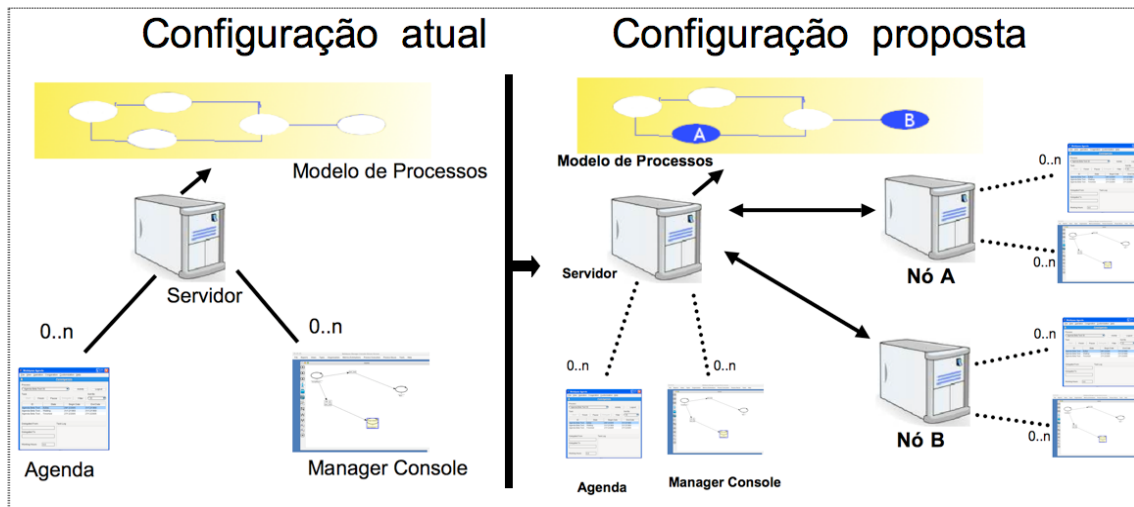 Configuração atual
Modelo de Processos
Servidor
0..n
0..n
Agenda
Manager Console
Configuração proposta
A
B
Modelo de Processos
Servidor
Nó A
0..n
0..n
Nó B
0..n
0..n
0..n
0..n
Agenda
Manager Console